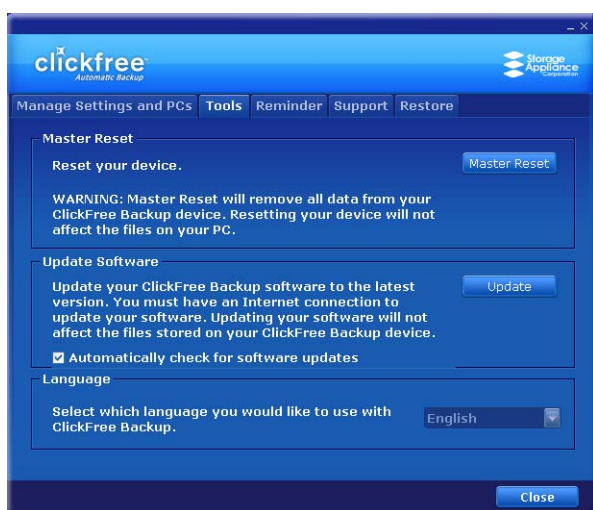 clickfree
Automatic Backup
Storage
Appliance
Corporation
Manage Settings and PCs Tools Reminder Support Restore
Master Reset
Reset your device.
Master Reset
WARNING: Master Reset will remove all data from your
ClickFree Backup device. Resetting your device will not
affect the files on your PC.
Update Software
Update your ClickFree Backup software to the latest
version. You must have an Internet connection to
update your software. Updating your software will not
affect the files stored on your ClickFree Backup device.
Update
Automatically check for software updates
Language
Select which language you would like to use with
ClickFree Backup.
English
Close